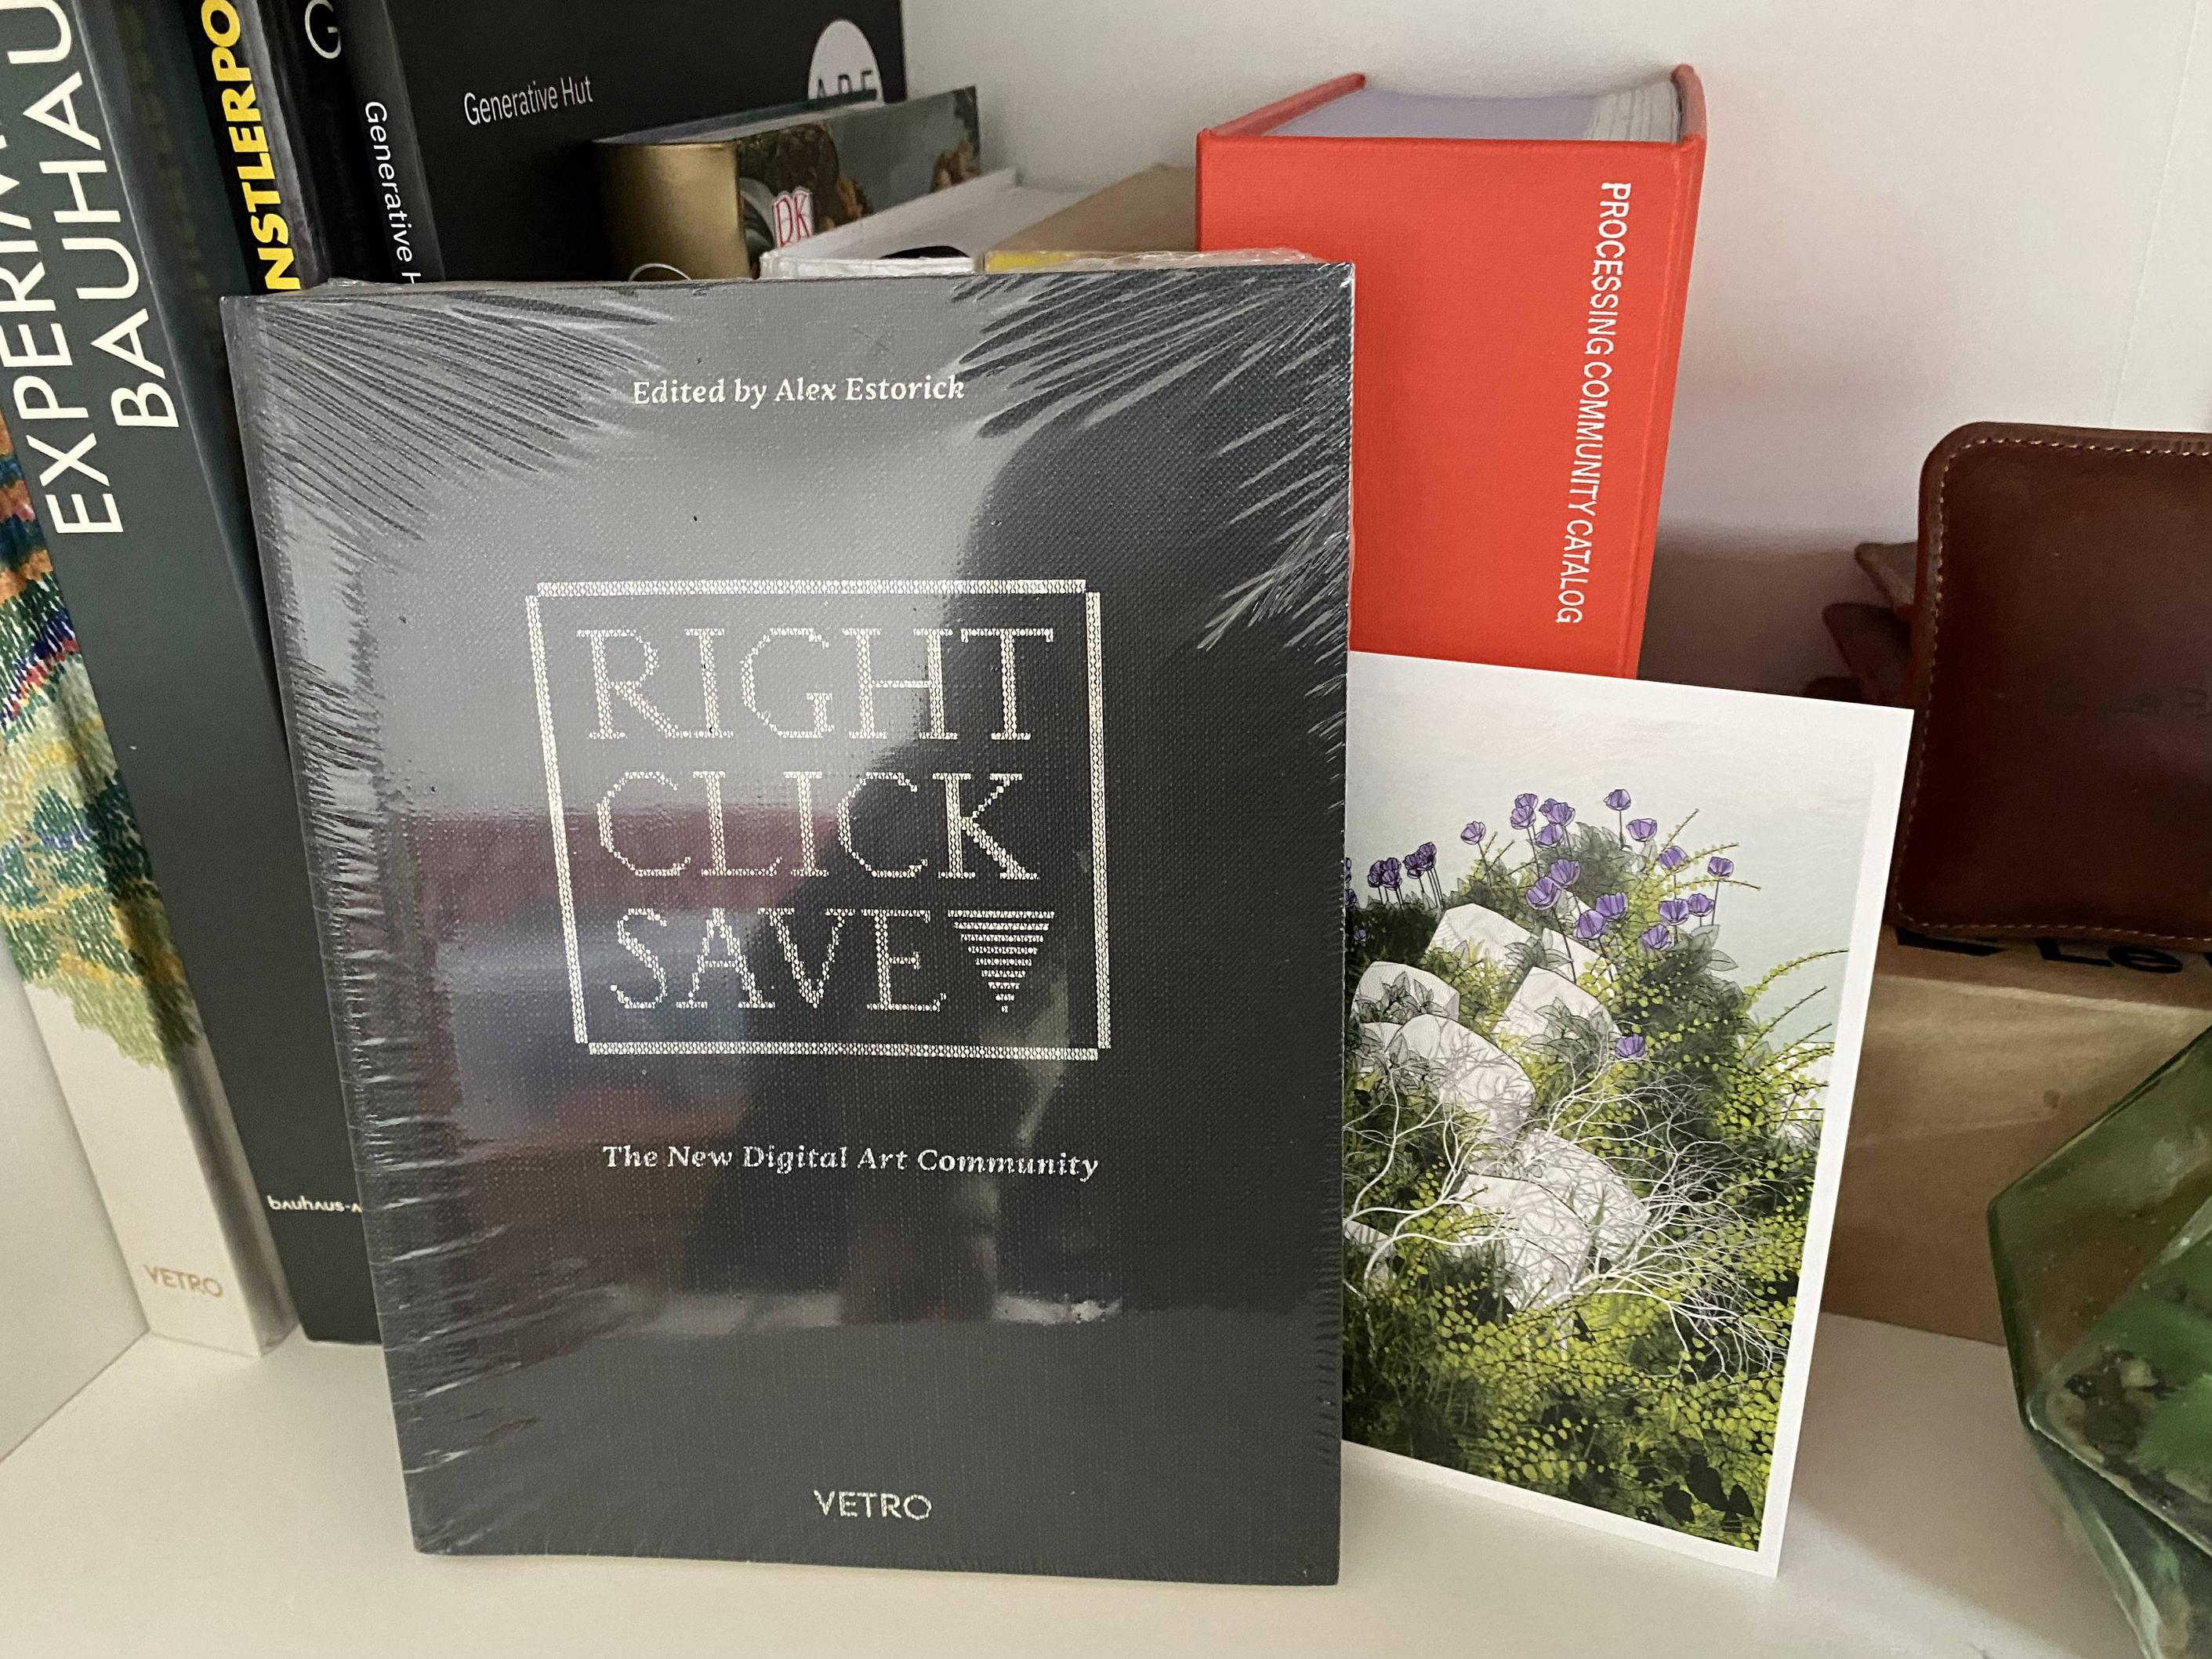 EXPERIM
BAUHAU
NSTLERPO
G
Generative H
Generative Hut
DK
PROCESSING COMMUNITY CATALOG
Edited by Alex Estorick
RIGHT
CLICK
SAVE
The New Digital Art Community
VETRO
bauhaus-a
VETRO
Le